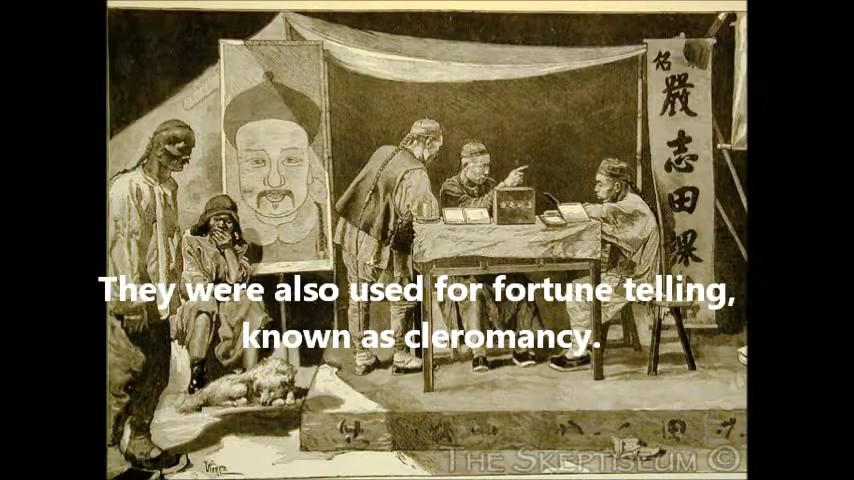 名
嚴
志
田
課
They were also used for fortune telling,
known as cleromancy.
THE SKEPTISEUM ©